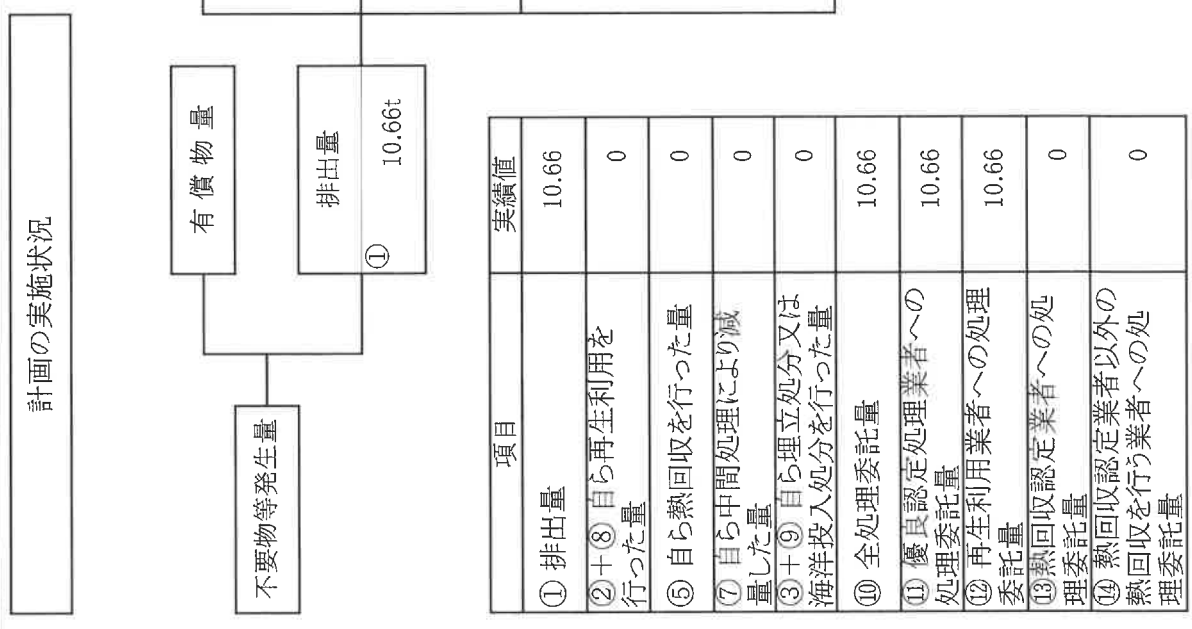 計画の実施状況
不要物等発生量
有償物量
排出量
① 10.66t
項目 実績値
① 排出量 10.66
②+⑧ 自ら再生利用を
行った量 0
⑤ 自ら熱回収を行った量 0
⑦ 自ら中間処理により減
量した量 0
③+⑨ 自ら埋立処分又は
海洋投入処分を行った量 0
⑩ 全処理委託量 10.66
⑪ 優良認定処理業者への
処理委託量 10.66
⑫ 再生利用業者への処理
委託量 10.66
⑬熱回収認定業者への処
理委託量 0
⑭ 熱回収認定業者以外の
熱回収を行う業者への処
理委託量 0